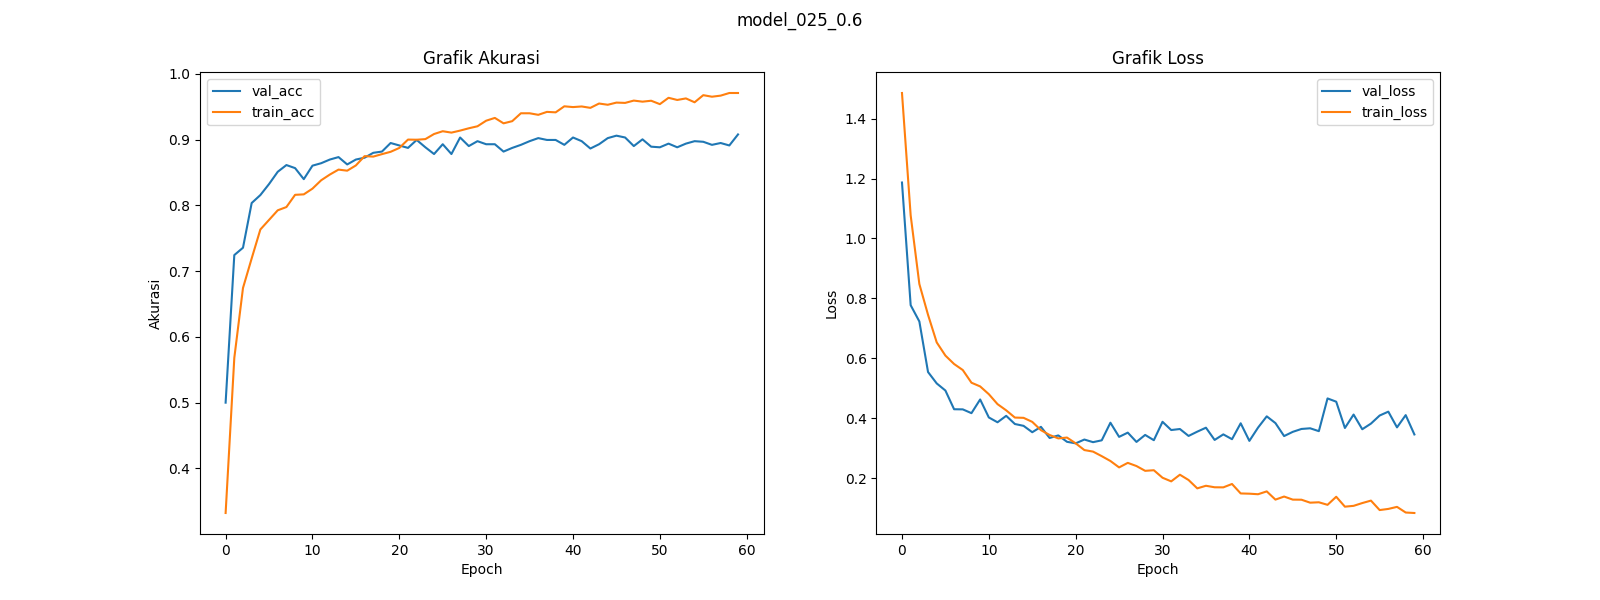 model_025_0.6
Grafik Akurasi
val_acc
train_acc
Akurasi
1.0
0.9
0.8
0.7
0.6
0.5
0.4
0 10 20 30 40 50 60
Epoch
Grafik Loss
val_loss
train_loss
Loss
1.4
1.2
1.0
0.8
0.6
0.4
0.2
0 10 20 30 40 50 60
Epoch